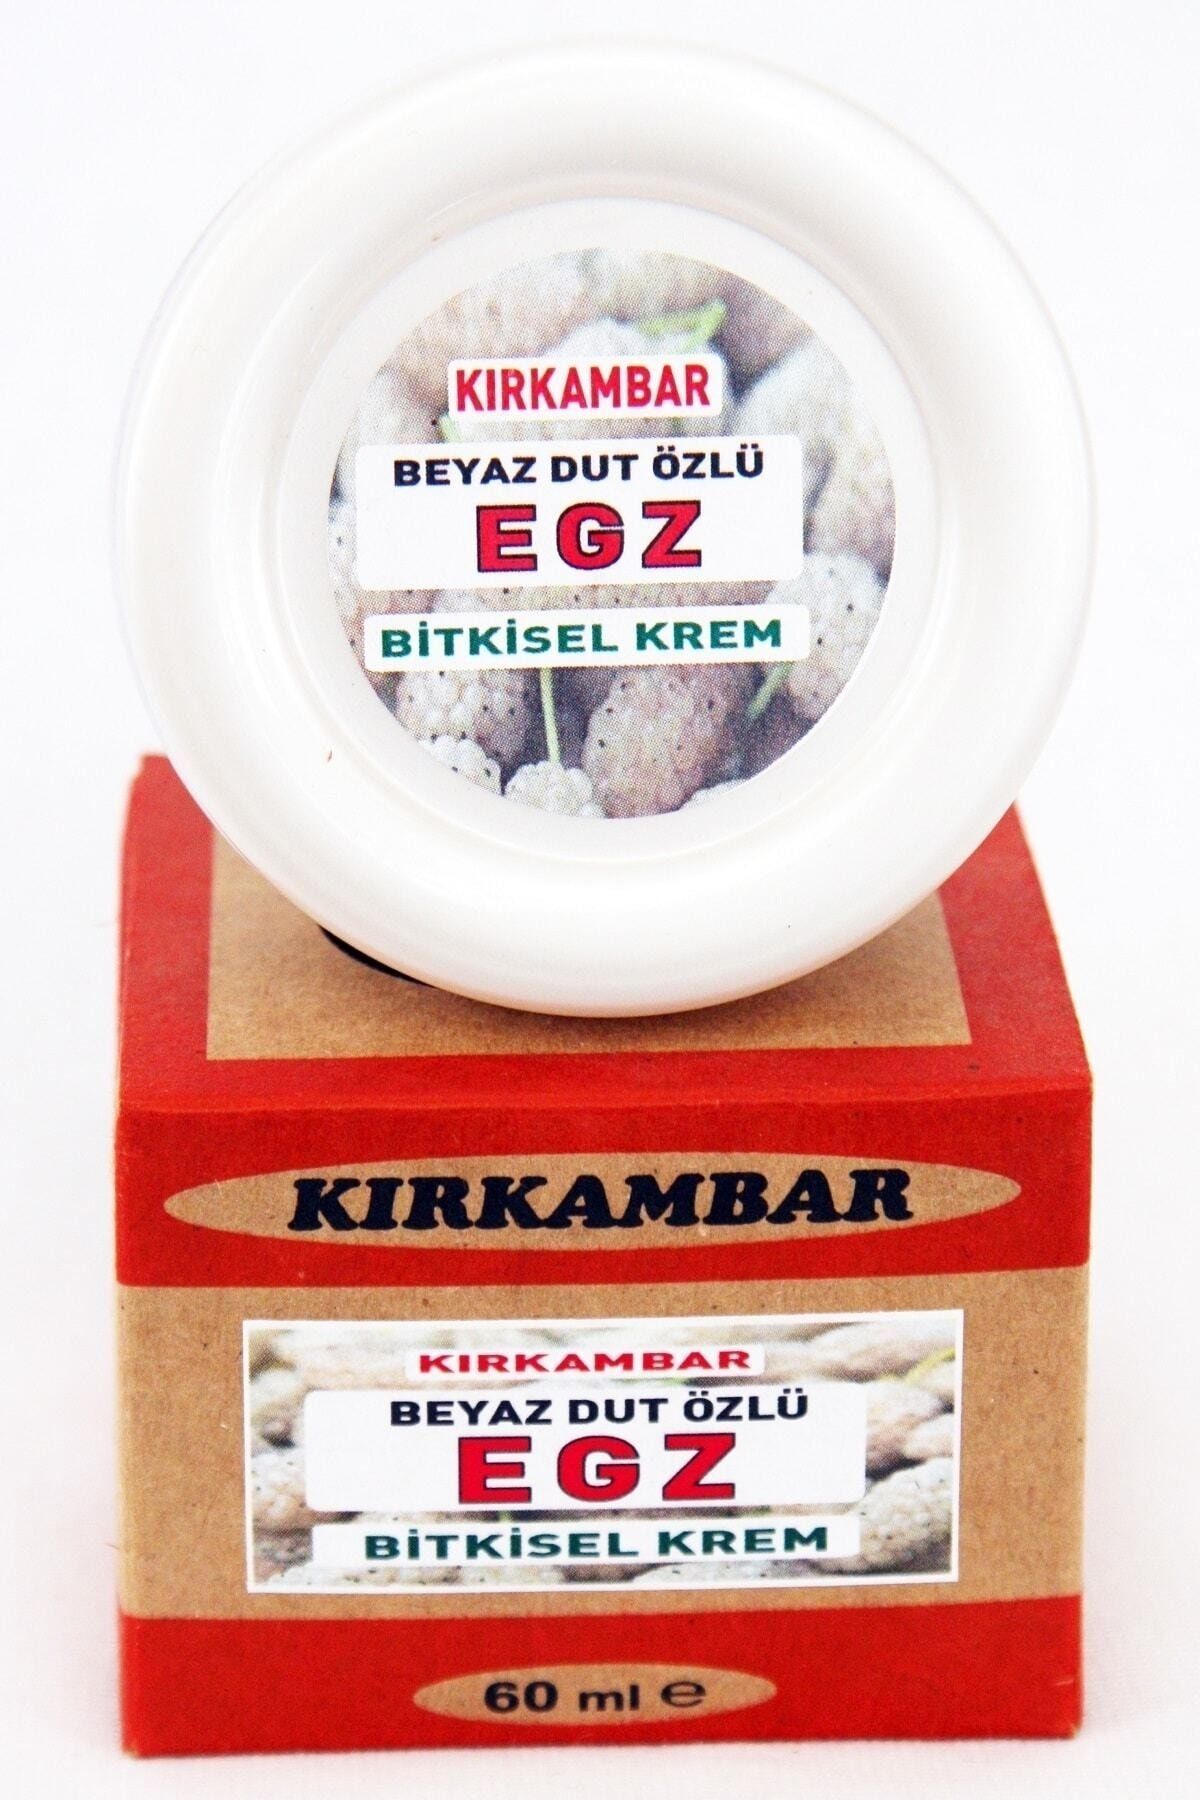 KIRKAMBAR
BEYAZ DUT ÖZLÜ
EGZ
BİTKİSEL KREM
KIRKAMBAR
KIRKAMBAR
BEYAZ DUT ÖZLÜ
EGZ
BİTKİSEL KREM
60 ml ℮